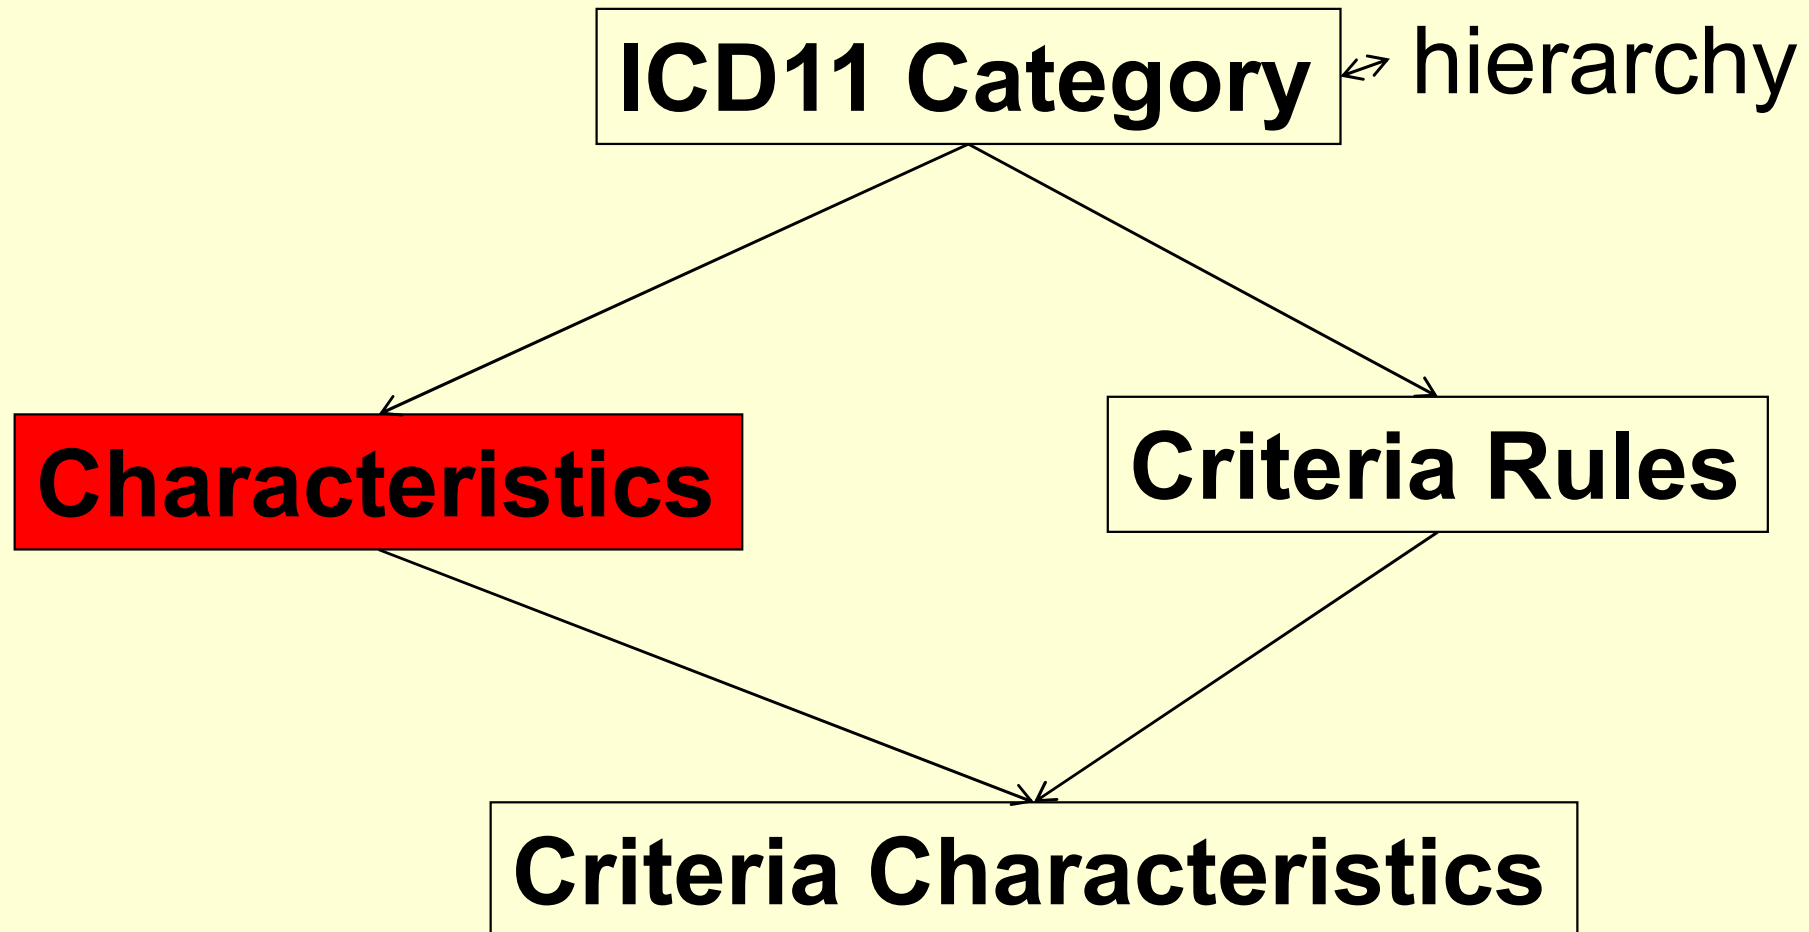 ICD11 Category
hierarchy
Characteristics
Criteria Rules
Criteria Characteristics